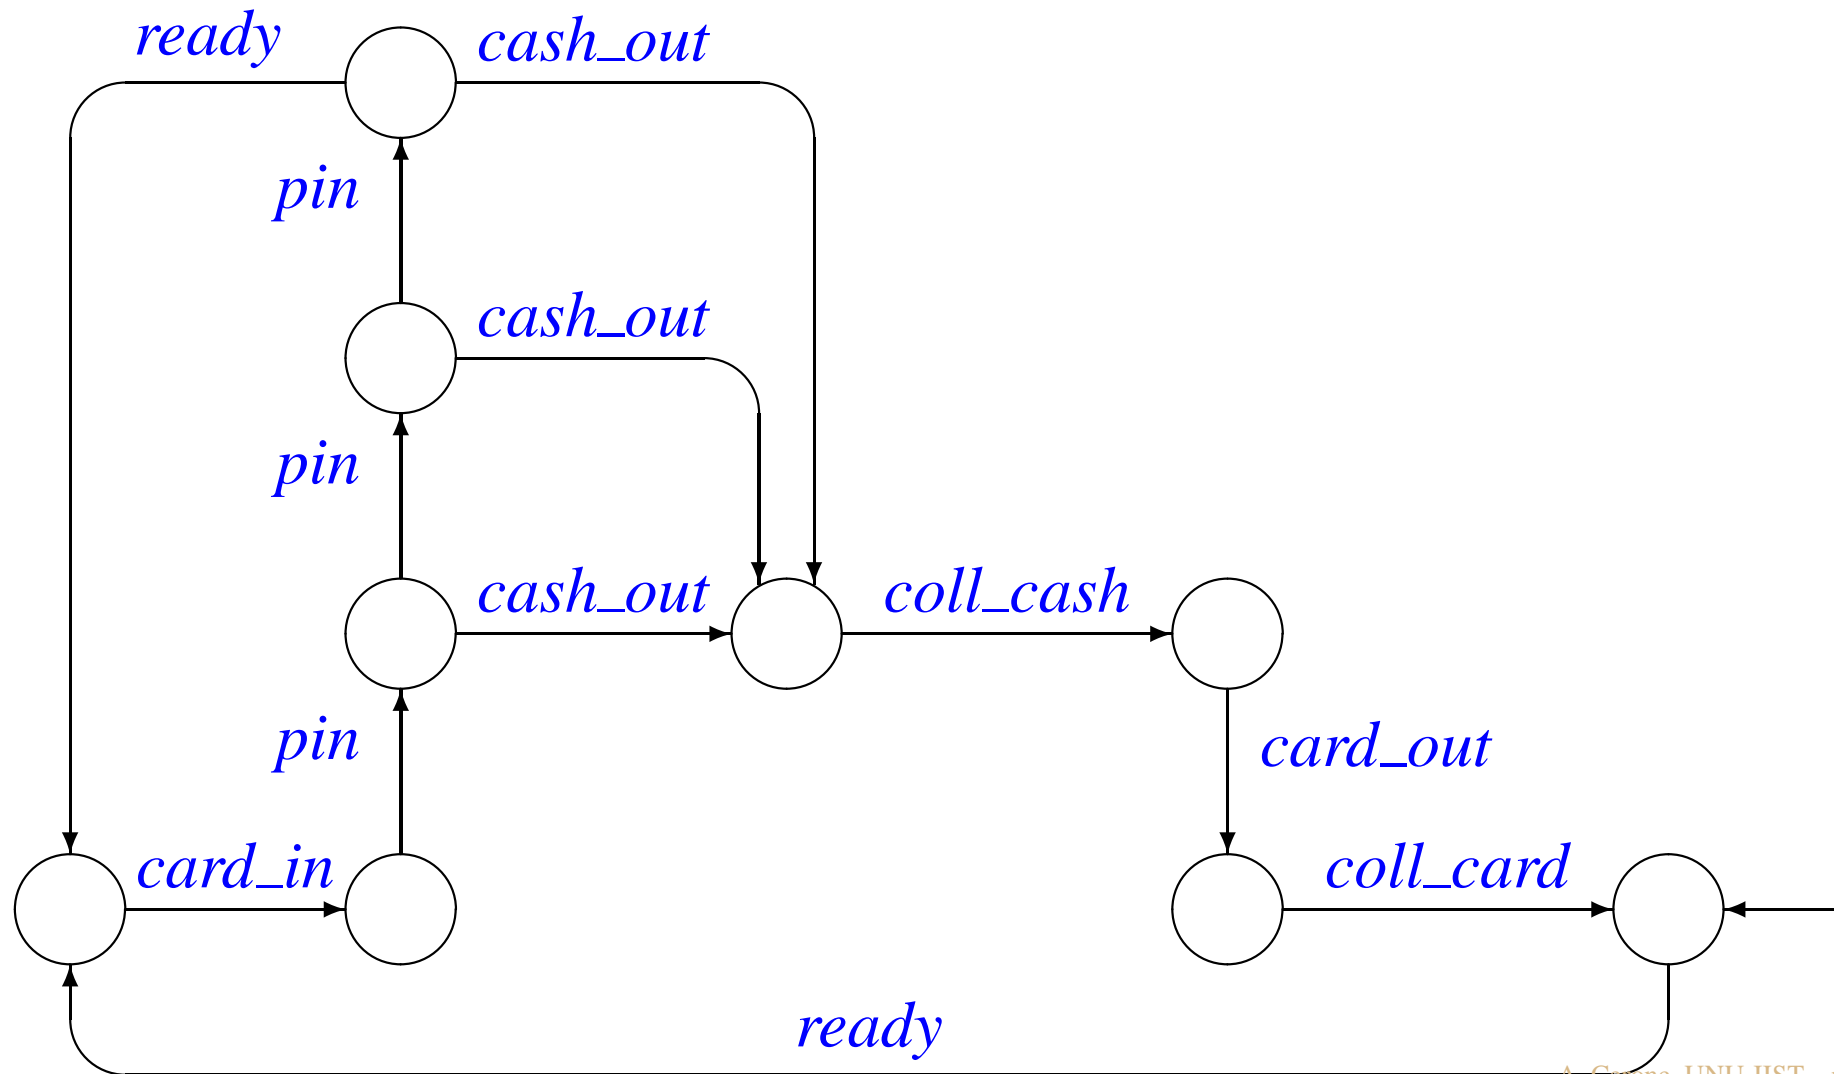 ready
cash_out
pin
cash_out
pin
cash_out
coll_cash
pin
card_out
card_in
coll_card
ready